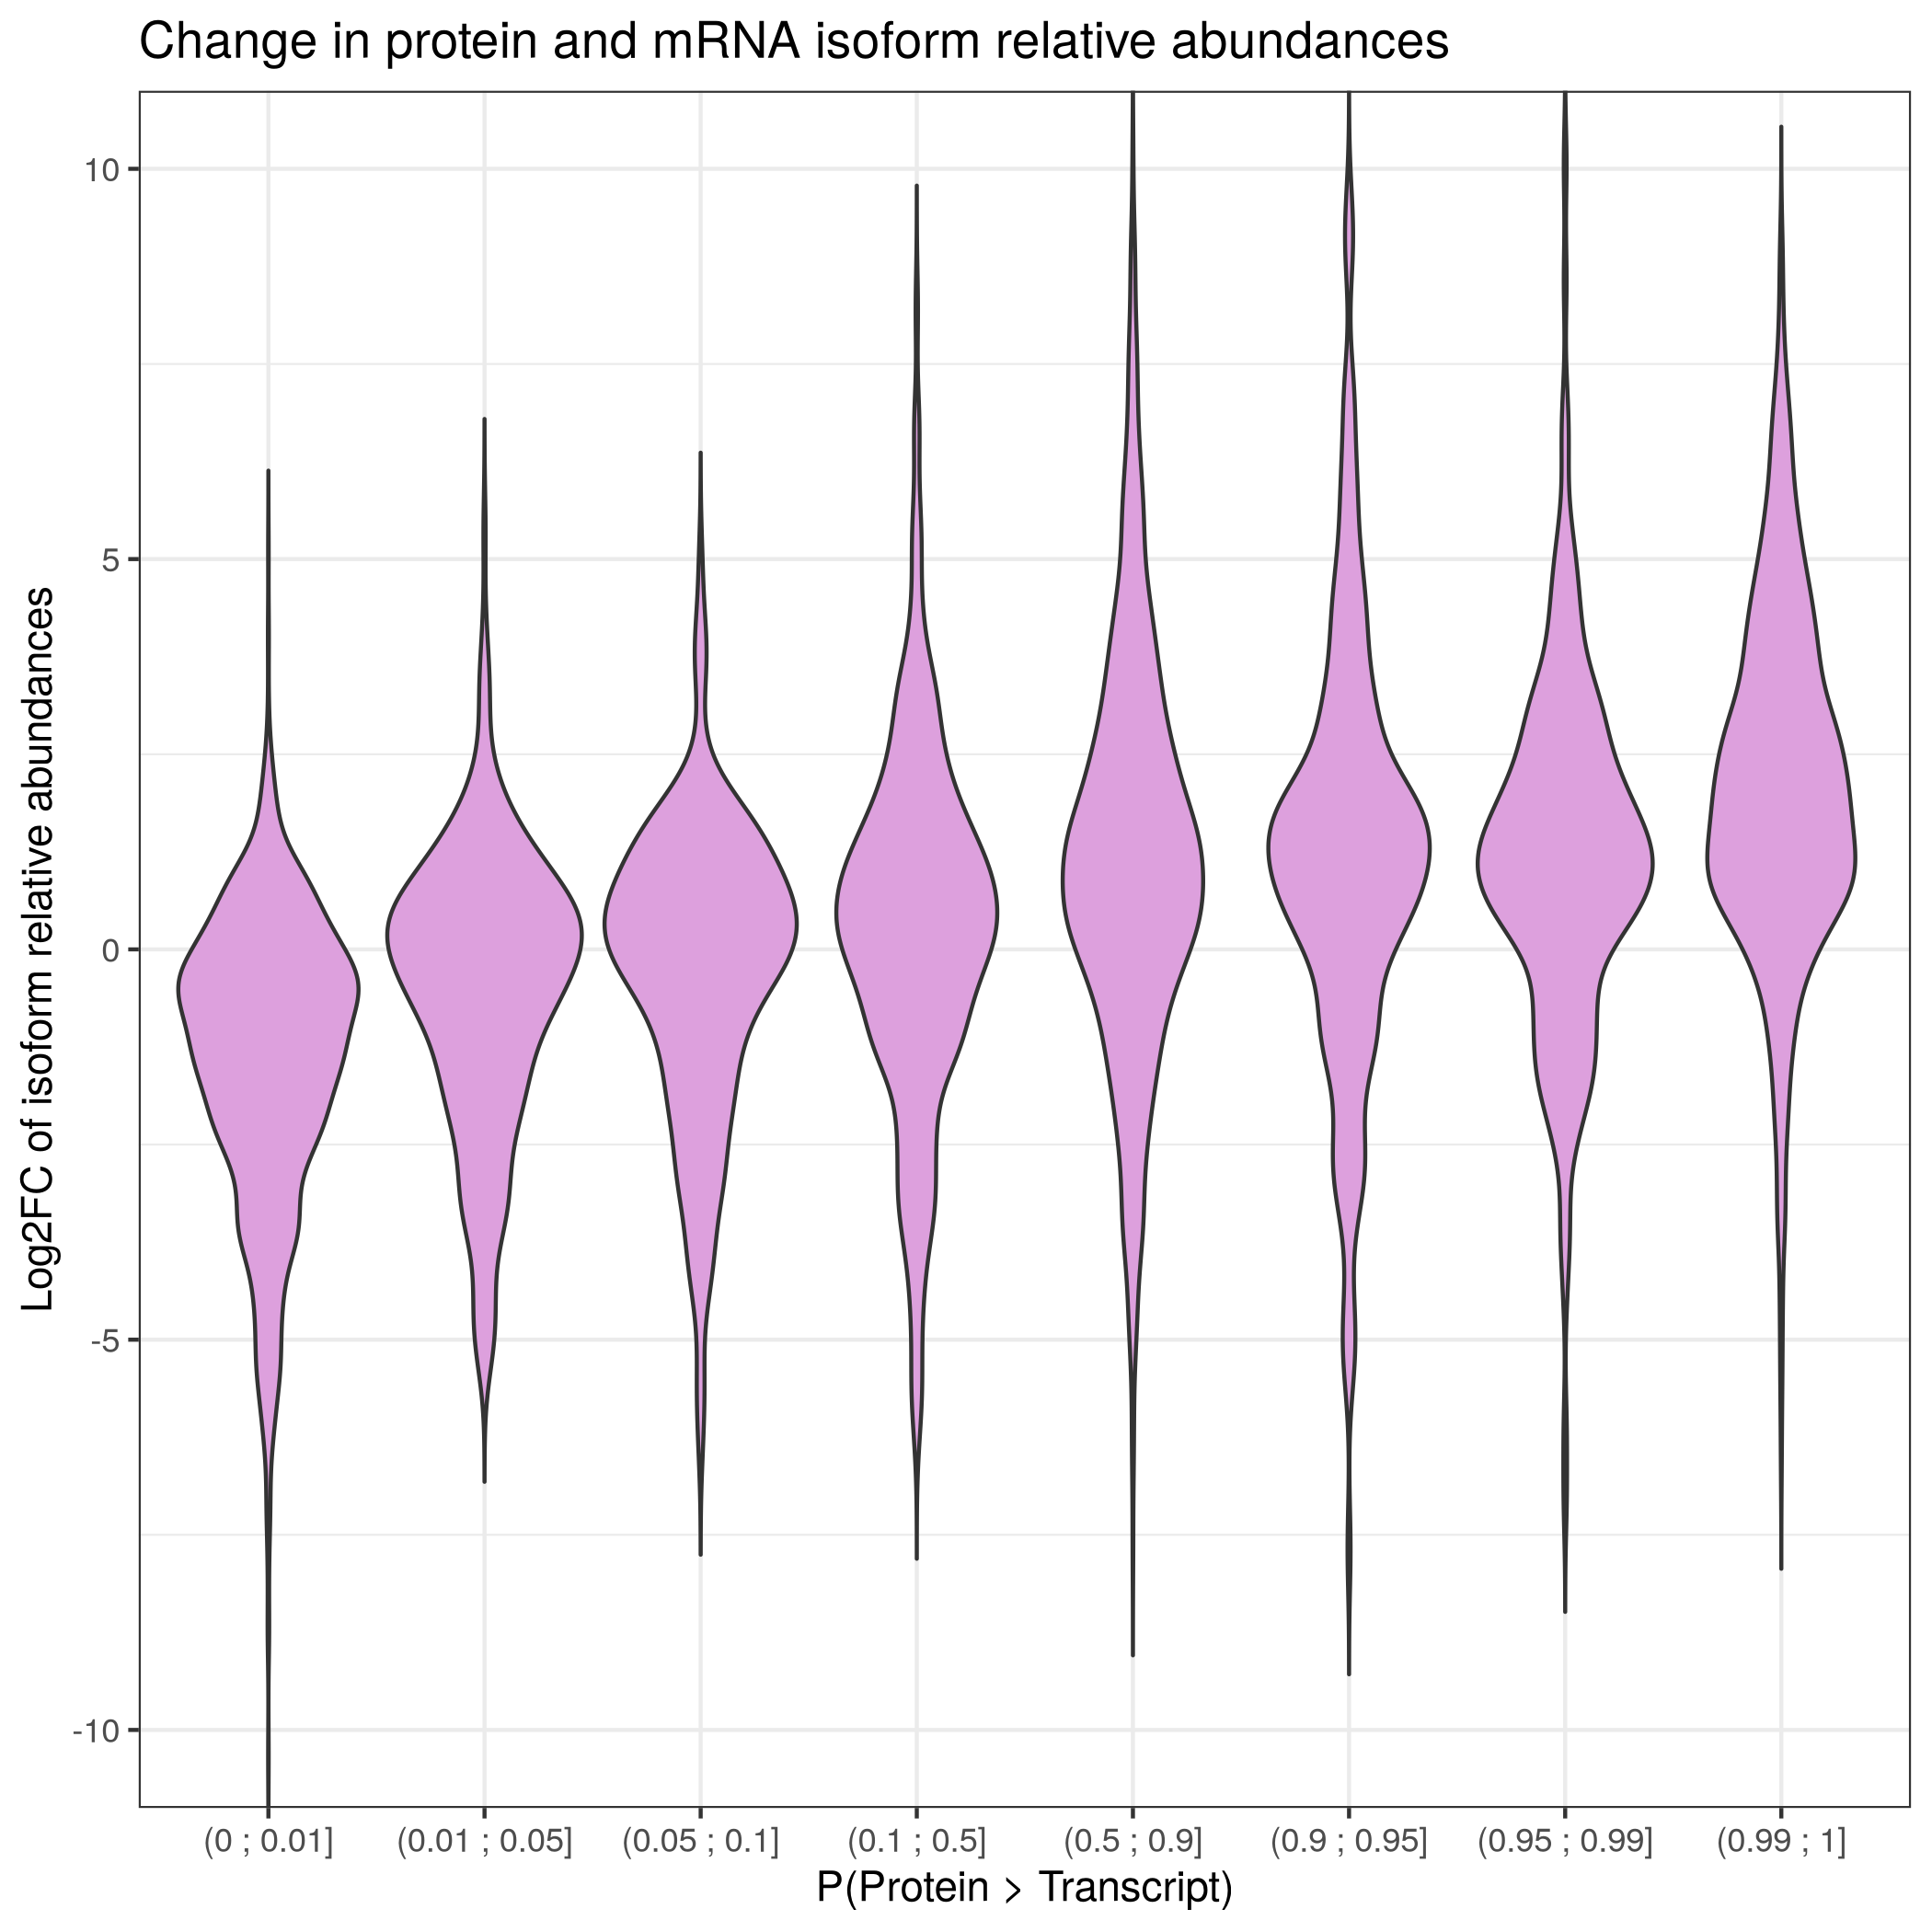 Change in protein and mRNA isoform relative abundances
Log2FC of isoform relative abundances
10
5
0
-5
-10
(0 ; 0.01]
(0.01 ; 0.05]
(0.05 ; 0.1]
(0.1 ; 0.5]
(0.5 ; 0.9]
(0.9 ; 0.95]
(0.95 ; 0.99]
(0.99 ; 1]
P(Protein > Transcript)